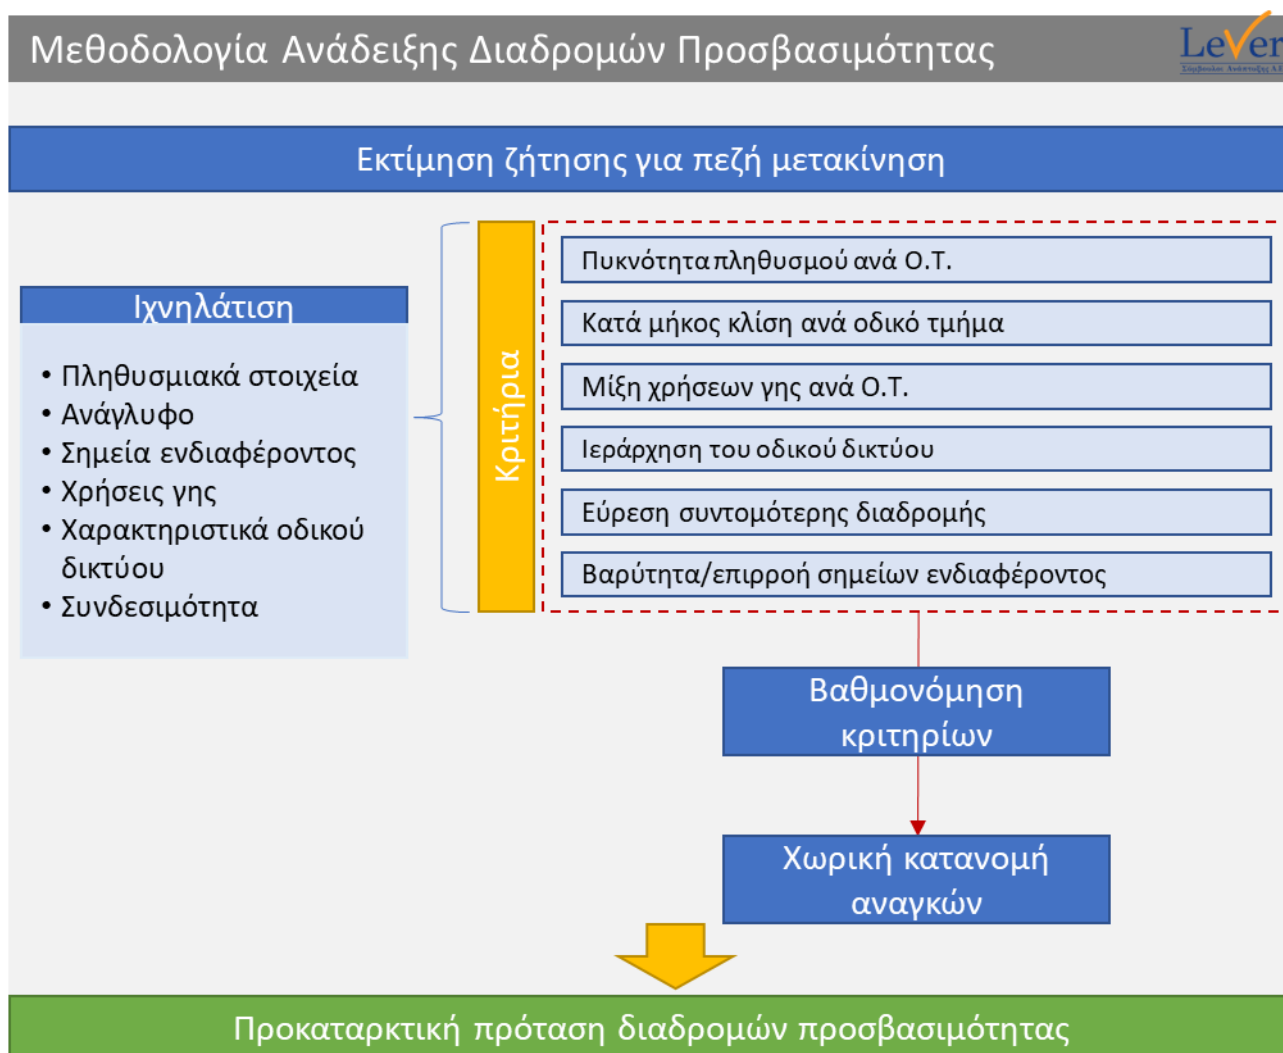 Μεθοδολογία Ανάδειξης Διαδρομών Προσβασιμότητας
LeVer
Σύμβουλοι Ανάπτυξης Α.Ε
Εκτίμηση ζήτησης για πεζή μετακίνηση
Ιχνηλάτιση
• Πληθυσμιακά στοιχεία
• Ανάγλυφο
• Σημεία ενδιαφέροντος
• Χρήσεις γης
• Χαρακτηριστικά οδικού
δικτύου
• Συνδεσιμότητα
Κριτήρια
Πυκνότητα πληθυσμού ανά Ο.Τ.
Κατά μήκος κλίση ανά οδικό τμήμα
Μίξη χρήσεων γης ανά Ο.Τ.
Ιεράρχηση του οδικού δικτύου
Εύρεση συντομότερης διαδρομής
Βαρύτητα/επιρροή σημείων ενδιαφέροντος
Βαθμονόμηση
κριτηρίων
Χωρική κατανομή
αναγκών
Προκαταρκτική πρόταση διαδρομών προσβασιμότητας